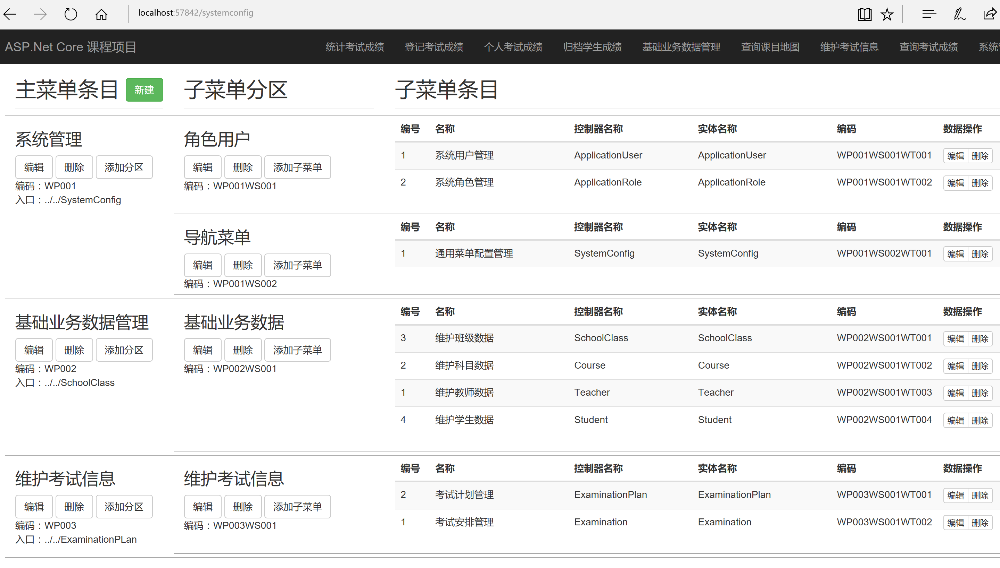 localhost:57842/systemconfig
ASP.Net Core 课程项目 统计考试成绩 登记考试成绩 个人考试成绩 归档学生成绩 基础业务数据管理 查询课目地图 维护考试信息 查询考试成绩 系统
主菜单条目 新建 子菜单分区 子菜单条目
系统管理
编辑 删除 添加分区
编码：WP001
入口：../../SystemConfig
角色用户
编辑 删除 添加子菜单
编码：WP001WS001
编号 名称 控制器名称 实体名称 编码 数据操作
1 系统用户管理 ApplicationUser ApplicationUser WP001WS001WT001 编辑 删除
2 系统角色管理 ApplicationRole ApplicationRole WP001WS001WT002 编辑 删除
导航菜单
编辑 删除 添加子菜单
编码：WP001WS002
编号 名称 控制器名称 实体名称 编码 数据操作
1 通用菜单配置管理 SystemConfig SystemConfig WP001WS002WT001 编辑 删除
基础业务数据管理
编辑 删除 添加分区
编码：WP002
入口：../../SchoolClass
基础业务数据
编辑 删除 添加子菜单
编码：WP002WS001
编号 名称 控制器名称 实体名称 编码 数据操作
3 维护班级数据 SchoolClass SchoolClass WP002WS001WT001 编辑 删除
2 维护科目数据 Course Course WP002WS001WT002 编辑 删除
1 维护教师数据 Teacher Teacher WP002WS001WT003 编辑 删除
4 维护学生数据 Student Student WP002WS001WT004 编辑 删除
维护考试信息
编辑 删除 添加分区
编码：WP003
入口：../../ExaminationPLan
维护考试信息
编辑 删除 添加子菜单
编码：WP003WS001
编号 名称 控制器名称 实体名称 编码 数据操作
2 考试计划管理 ExaminationPlan ExaminationPlan WP003WS001WT001 编辑 删除
1 考试安排管理 Examination Examination WP003WS001WT002 编辑 删除